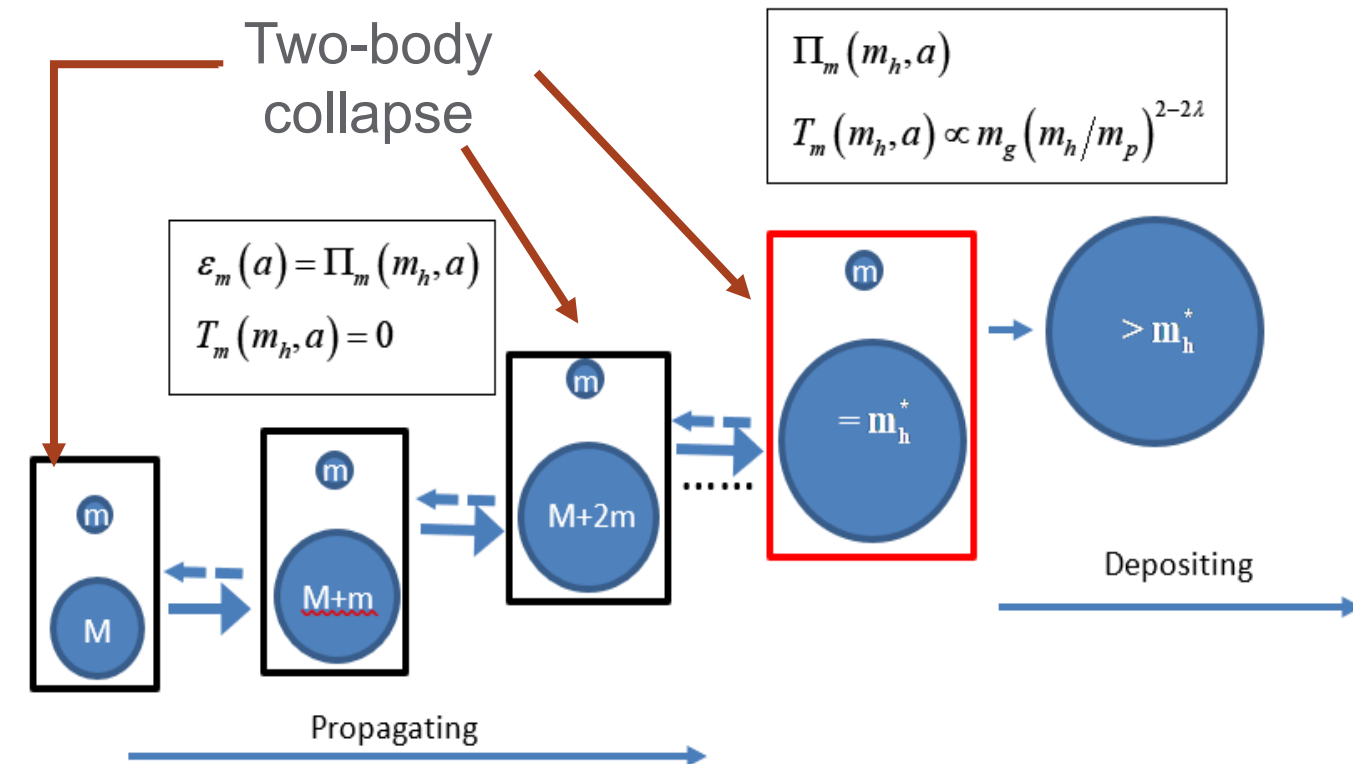 Two-body
collapse
Π_m(m_h, a)
T_m(m_h, a) ∝ m_g(m_h/m_p)^{2-2λ}
ε_m(a) = Π_m(m_h, a)
T_m(m_h, a) = 0
m
M
m
M+m
m
M+2m
......
m
= m_h^*
> m_h^*
Depositing
Propagating